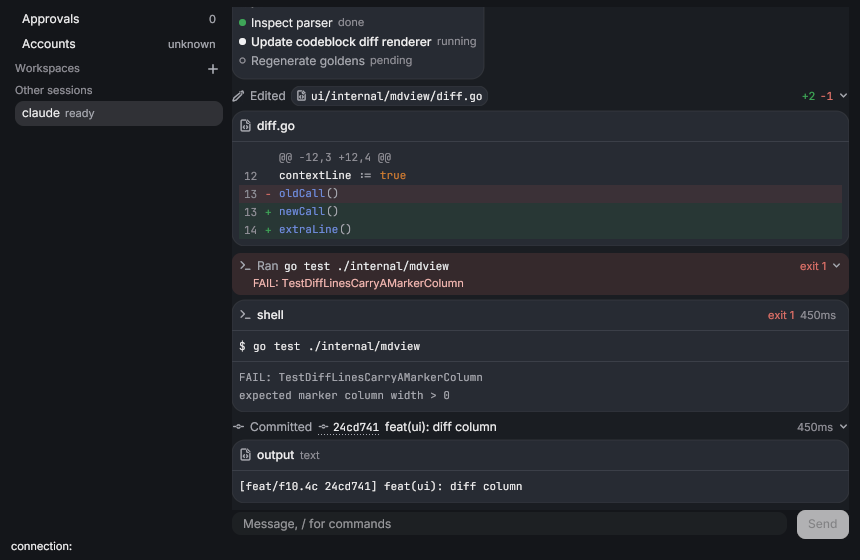 Approvals 0
Accounts unknown
Workspaces +
Other sessions
claude ready
Inspect parser done
Update codeblock diff renderer running
Regenerate goldens pending
Edited ui/internal/mdview/diff.go +2 -1
diff.go
@@ -12,3 +12,4 @@
12 contextLine := true
13 - oldCall()
13 + newCall()
14 + extraLine()
Ran go test ./internal/mdview exit 1
FAIL: TestDiffLinesCarryAMarkerColumn
shell exit 1 450ms
$ go test ./internal/mdview
FAIL: TestDiffLinesCarryAMarkerColumn
expected marker column width > 0
Committed 24cd741 feat(ui): diff column 450ms
output text
[feat/f10.4c 24cd741] feat(ui): diff column
Message, / for commands Send
connection: